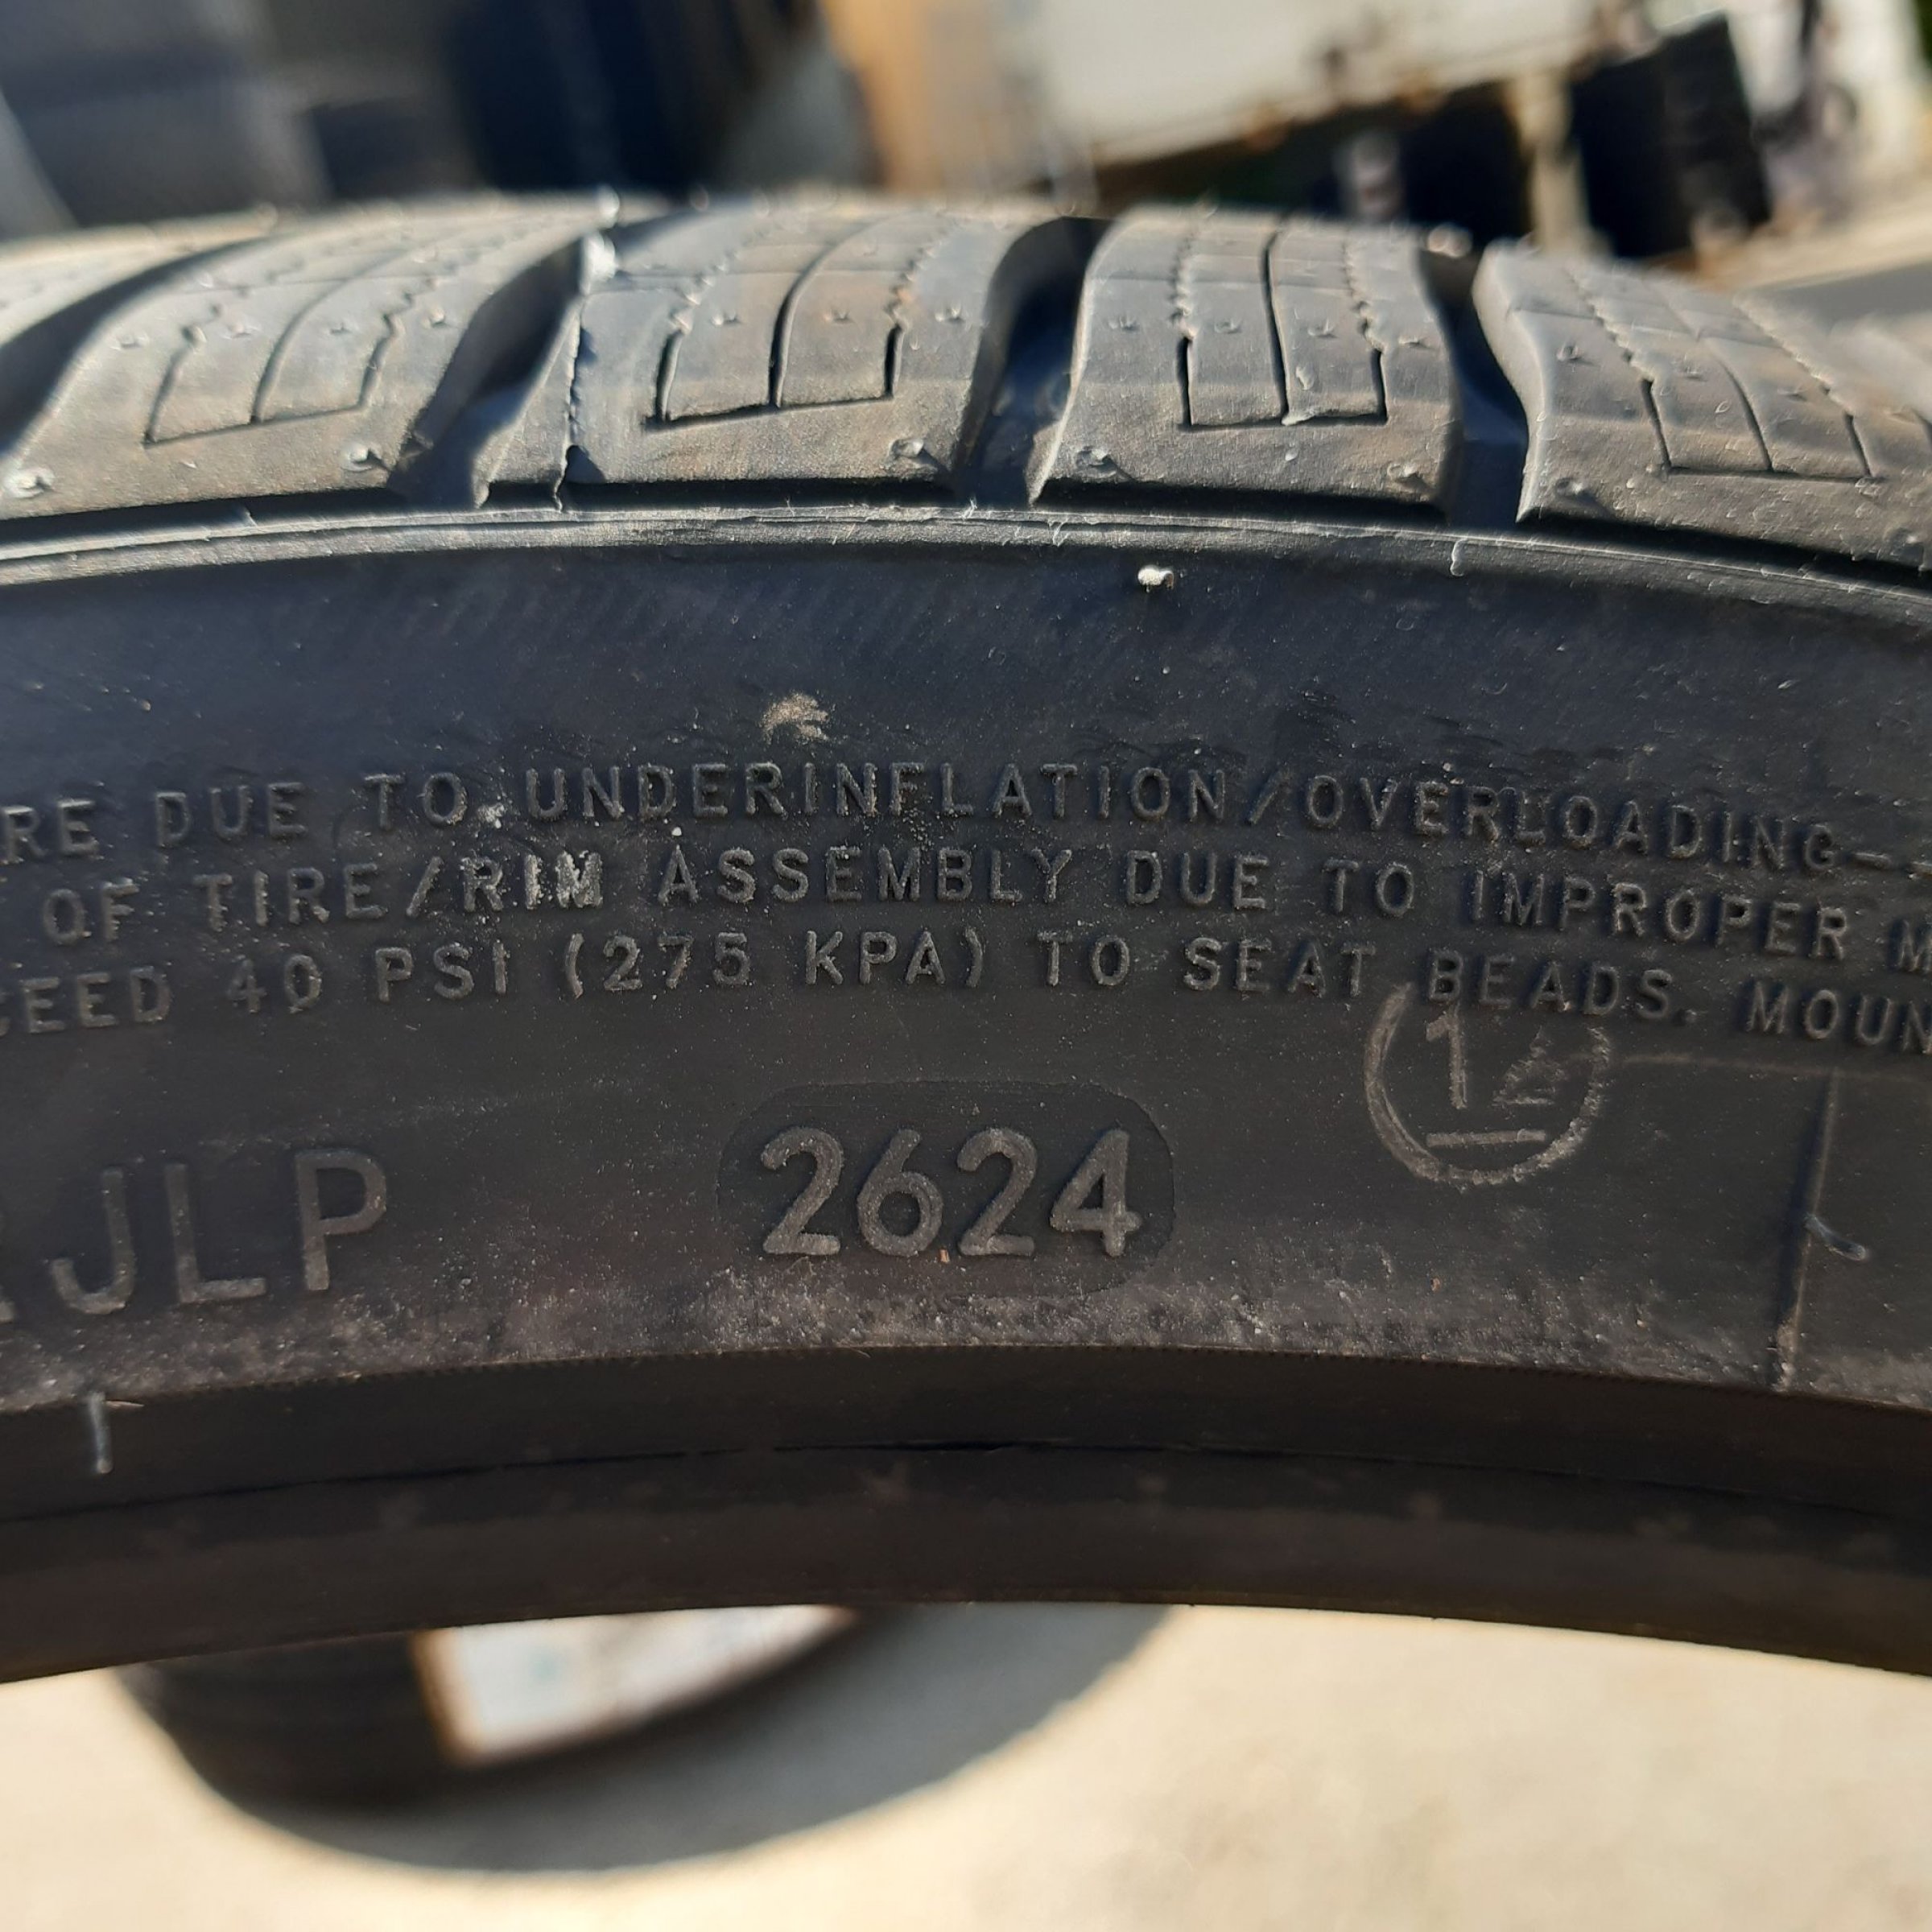 RE DUE TO UNDERINFLATION/OVERLOADING-
OF TIRE/RIM ASSEMBLY DUE TO IMPROPER M
CEED 40 PSI (275 KPA) TO SEAT BEADS. MOUN
JLP 2624